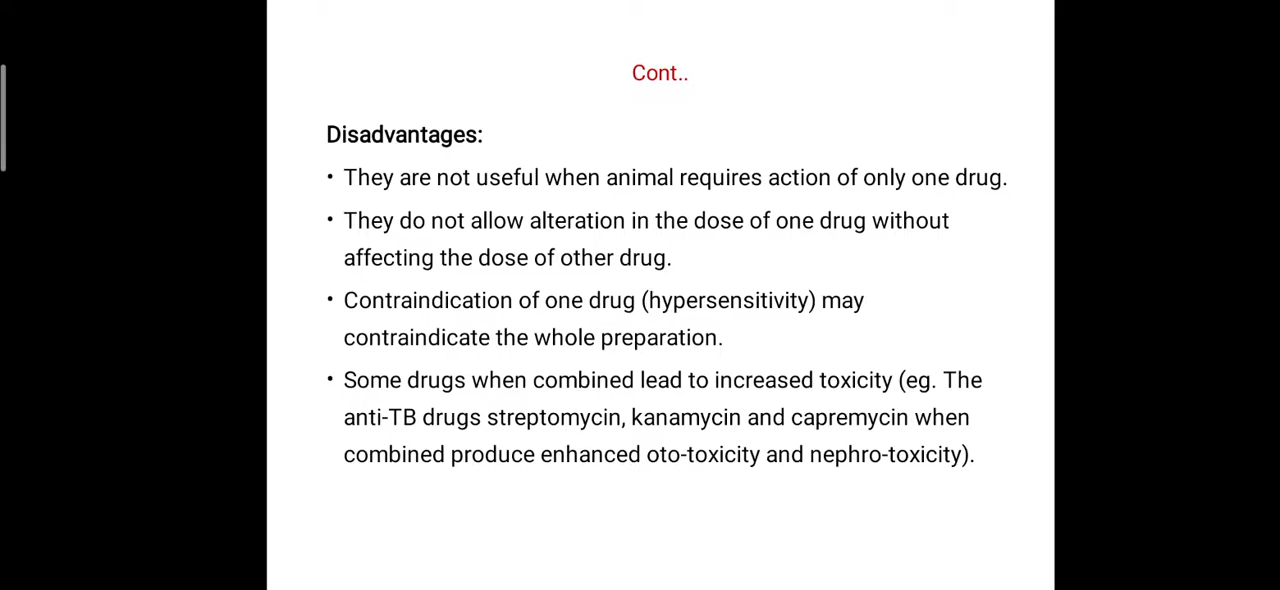 Cont..
Disadvantages:
• They are not useful when animal requires action of only one drug.
• They do not allow alteration in the dose of one drug without
affecting the dose of other drug.
• Contraindication of one drug (hypersensitivity) may
contraindicate the whole preparation.
• Some drugs when combined lead to increased toxicity (eg. The
anti-TB drugs streptomycin, kanamycin and capremycin when
combined produce enhanced oto-toxicity and nephro-toxicity).